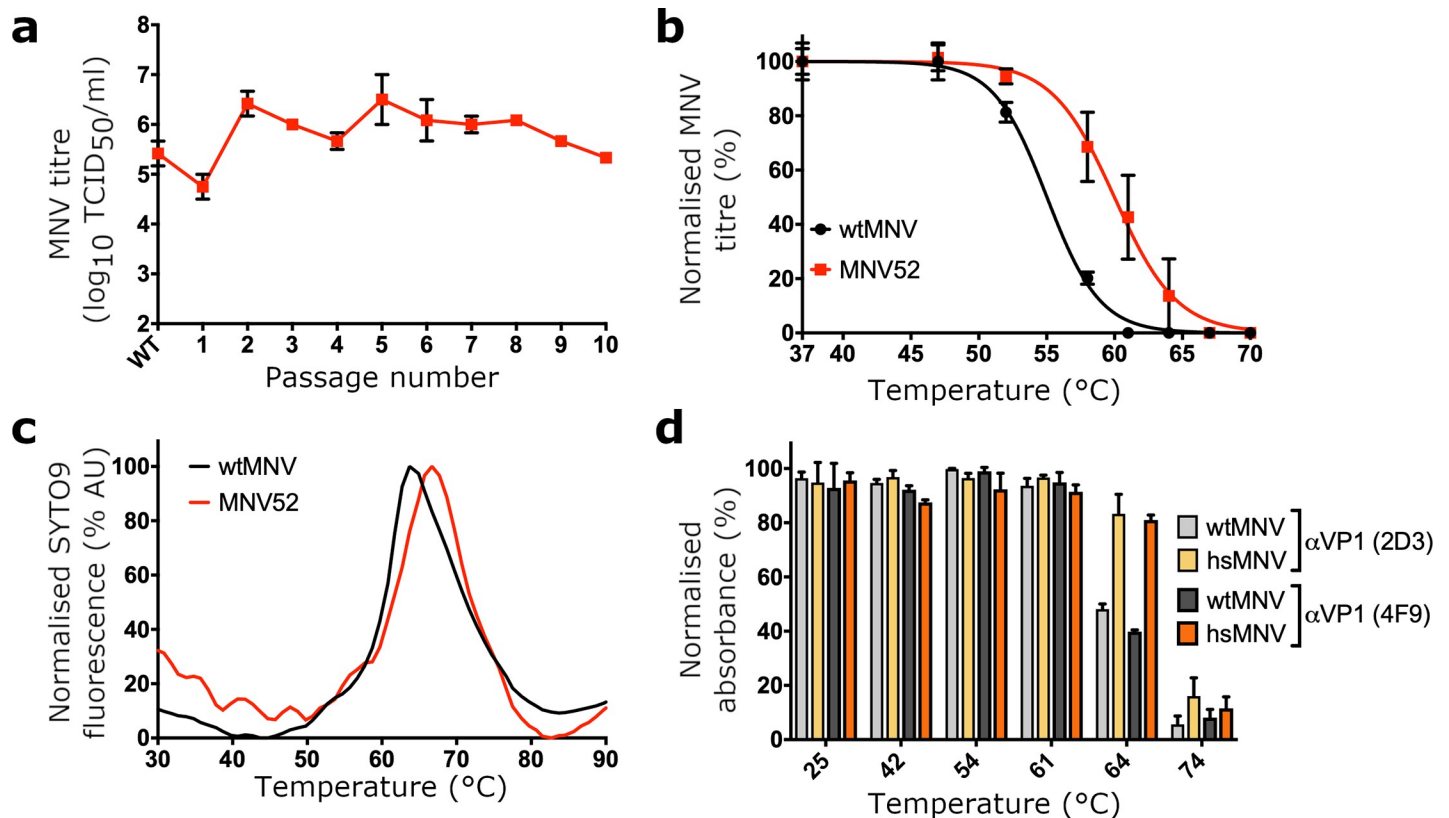 a
8
7
6
5
4
3
2
MNV titre
(log10 TCID50/ml)
WT 1 2 3 4 5 6 7 8 9 10
Passage number
b
100
80
60
40
20
0
Normalised MNV
titre (%)
wtMNV
MNV52
37 40 45 50 55 60 65 70
Temperature (°C)
c
100
80
60
40
20
0
Normalised SYTO9
fluorescence (% AU)
wtMNV
MNV52
30 40 50 60 70 80 90
Temperature (°C)
d
100
80
60
40
20
0
Normalised
absorbance (%)
wtMNV
hsMNV
αVP1 (2D3)
wtMNV
hsMNV
αVP1 (4F9)
25 42 54 61 64 74
Temperature (°C)